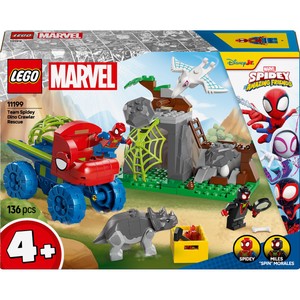 LEGO MARVEL
Disney Jr.
MARVEL
SPIDEY
AND HIS
AMAZING FRIENDS
11199
Team Spidey
Dino Crawler
Rescue
136 pcs
4+
SPIDEY
MILES
"SPIN" MORALES